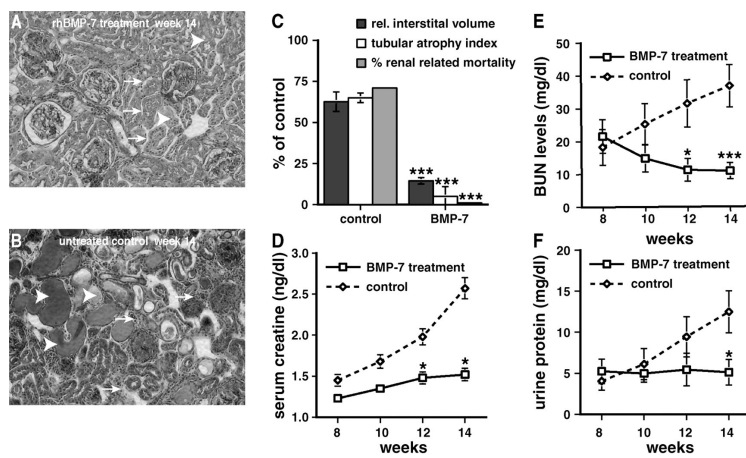 A
rhBMP-7 treatment week 14
B
untreated control week 14
C
rel. interstital volume
tubular atrophy index
% renal related mortality
% of control
100
75
50
25
0
***
***
***
control
BMP-7
D
BMP-7 treatment
control
serum creatine (ng/dl)
3.0
2.5
2.0
1.5
1.0
*
*
8
10
12
14
weeks
E
BMP-7 treatment
control
BUN levels (mg/dl)
60
50
40
30
20
10
0
*
***
8
10
12
14
weeks
F
BMP-7 treatment
control
urine protein (mg/dl)
20
15
10
5
0
*
8
10
12
14
weeks